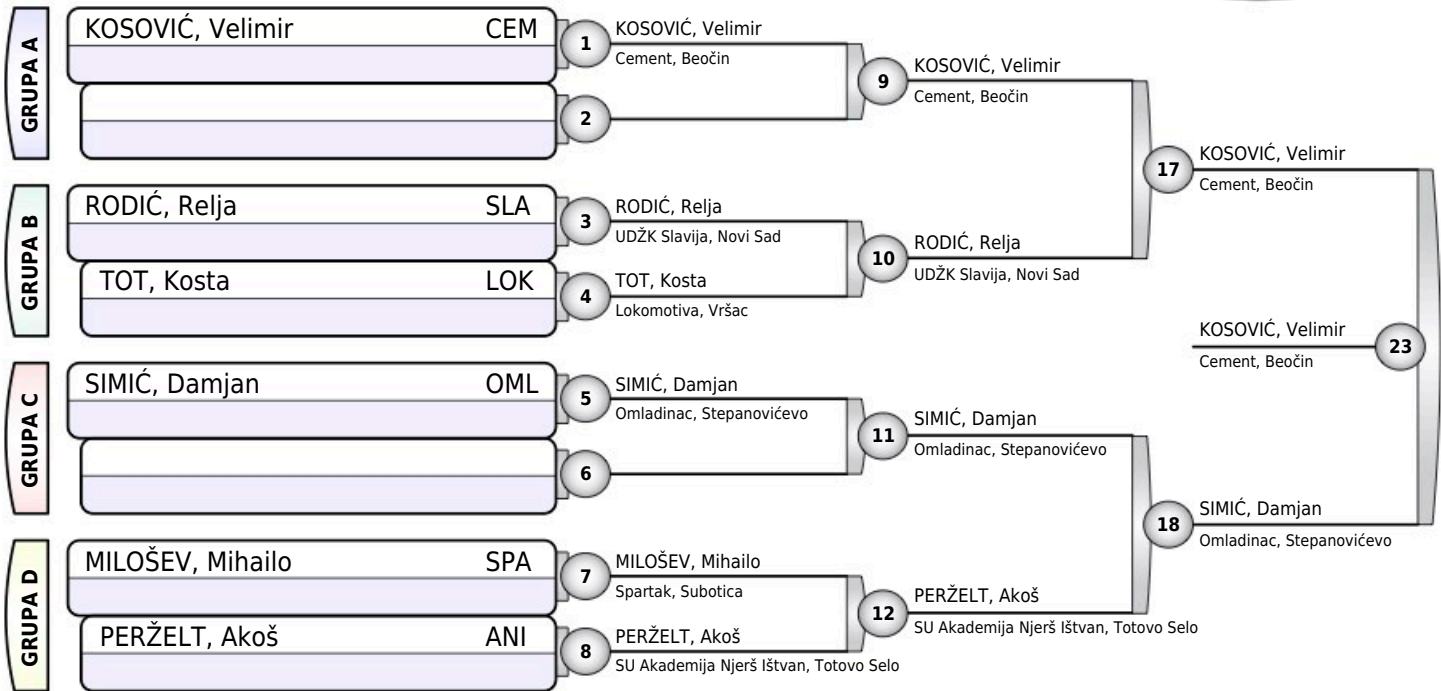 GRUPA A
KOSOVIĆ, Velimir CEM
1
KOSOVIĆ, Velimir
Cement, Beočin
2
9
KOSOVIĆ, Velimir
Cement, Beočin
17
KOSOVIĆ, Velimir
Cement, Beočin
GRUPA B
RODIĆ, Relja SLA
3
RODIĆ, Relja
UDŽK Slavija, Novi Sad
TOT, Kosta LOK
4
TOT, Kosta
Lokomotiva, Vršac
10
RODIĆ, Relja
UDŽK Slavija, Novi Sad
KOSOVIĆ, Velimir
Cement, Beočin
23
GRUPA C
SIMIĆ, Damjan OML
5
SIMIĆ, Damjan
Omladinac, Stepanovićevo
6
11
SIMIĆ, Damjan
Omladinac, Stepanovićevo
18
SIMIĆ, Damjan
Omladinac, Stepanovićevo
GRUPA D
MILOŠEV, Mihailo SPA
7
MILOŠEV, Mihailo
Spartak, Subotica
PERŽELT, Akoš ANI
8
PERŽELT, Akoš
SU Akademija Njerš Ištvan, Totovo Selo
12
PERŽELT, Akoš
SU Akademija Njerš Ištvan, Totovo Selo